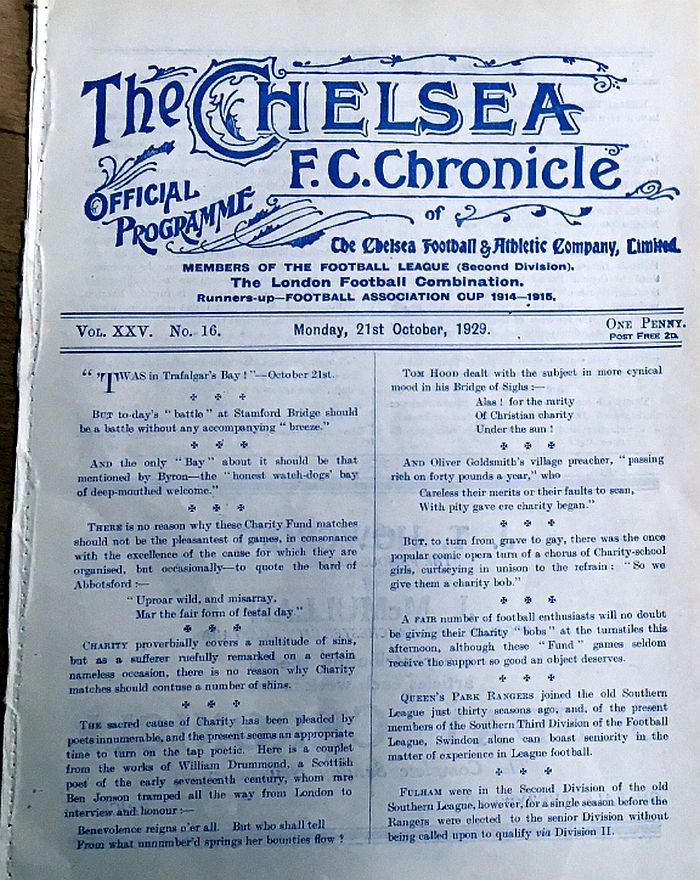 The Chelsea
F.C. Chronicle
Official
Programme
of
The Chelsea Football & Athletic Company, Limited.
MEMBERS OF THE FOOTBALL LEAGUE (Second Division).
The London Football Combination.
Runners-up—FOOTBALL ASSOCIATION CUP 1914—1915.
Vol. XXV. No. 16.
Monday, 21st October, 1929.
One Penny.
Post Free 2d.
"'Twas in Trafalgar's Bay!"—October 21st.
But to-day's "battle" at Stamford Bridge should
be a battle without any accompanying "breeze."
And the only "Bay" about it should be that
mentioned by Byron—the "honest watch-dogs' bay
of deep-mouthed welcome."
There is no reason why these Charity Fund matches
should not be the pleasantest of games, in consonance
with the excellence of the cause for which they are
organised, but occasionally—to quote the bard of
Abbotsford :—
"Uproar wild, and misarray,
Mar the fair form of festal day."
Charity proverbially covers a multitude of sins,
but as a sufferer ruefully remarked on a certain
nameless occasion, there is no reason why Charity
matches should contuse a number of shins.
The sacred cause of Charity has been pleaded by
poets innumerable, and the present seems an appropriate
time to turn on the tap poetic. Here is a couplet
from the works of William Drummond, a Scottish
poet of the early seventeenth century, whom rare
Ben Jonson tramped all the way from London to
interview and honour :—
Benevolence reigns o'er all. But who shall tell
From what unnumber'd springs her bounties flow ?
Tom Hood dealt with the subject in more cynical
mood in his Bridge of Sighs :—
Alas ! for the rarity
Of Christian charity
Under the sun !
And Oliver Goldsmith's village preacher, "passing
rich on forty pounds a year," who
Careless their merits or their faults to scan,
With pity gave ere charity began."
But, to turn from grave to gay, there was the once
popular comic opera turn of a chorus of Charity-school
girls, curtseying in unison to the refrain : "So we
give them a charity bob."
A fair number of football enthusiasts will no doubt
be giving their Charity "bobs" at the turnstiles this
afternoon, although these "Fund" games seldom
receive the support so good an object deserves.
Queen's Park Rangers joined the old Southern
League just thirty seasons ago, and, of the present
members of the Southern Third Division of the Football
League, Swindon alone can boast seniority in the
matter of experience in League football.
Fulham were in the Second Division of the old
Southern League, however, for a single season before the
Rangers were elected to the senior Division without
being called upon to qualify via Division II.